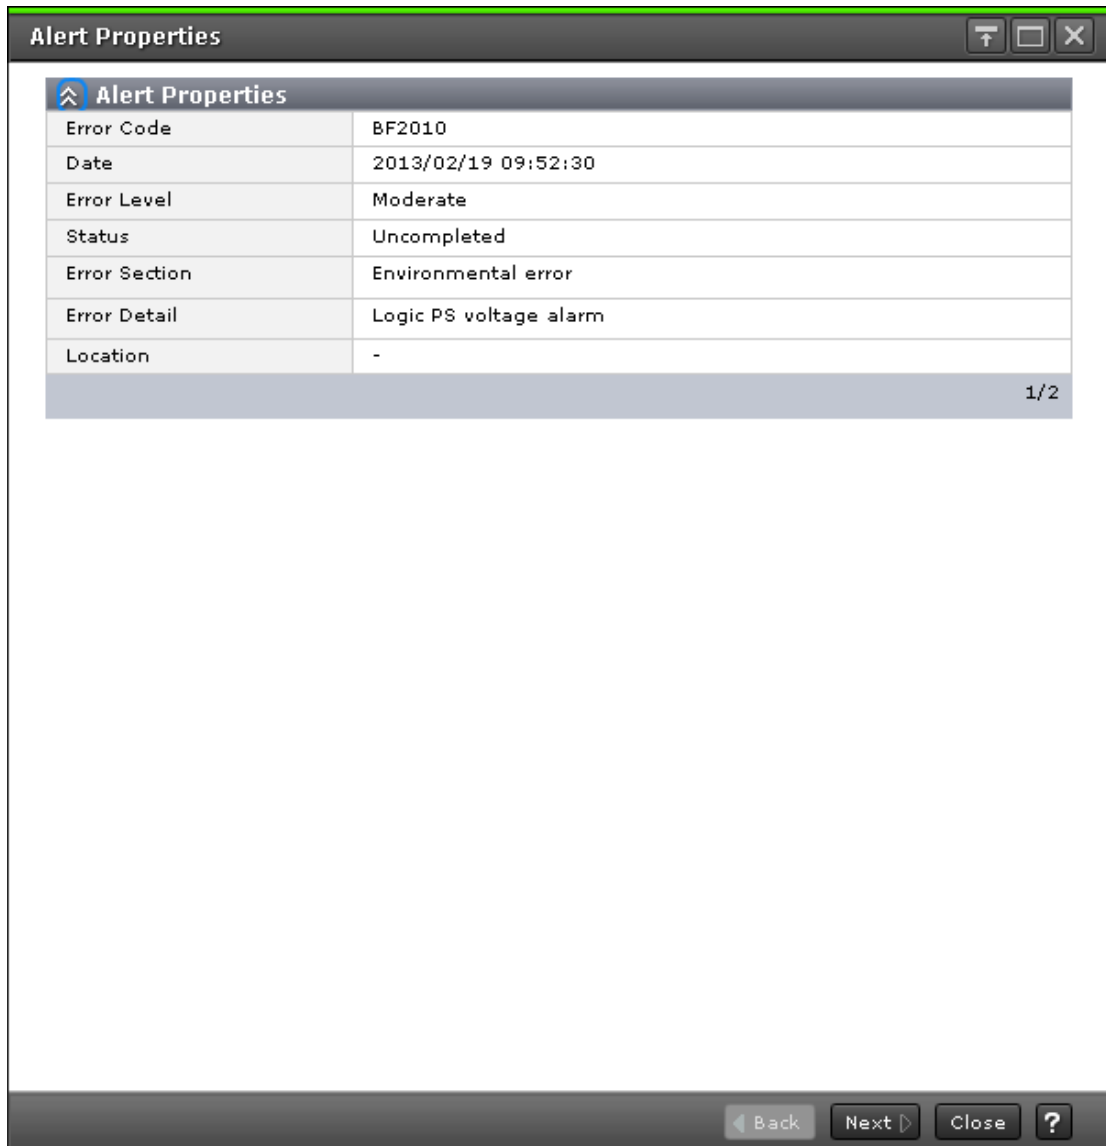 Alert Properties
Alert Properties
Error Code BF2010
Date 2013/02/19 09:52:30
Error Level Moderate
Status Uncompleted
Error Section Environmental error
Error Detail Logic PS voltage alarm
Location -
1/2
Back Next Close ?